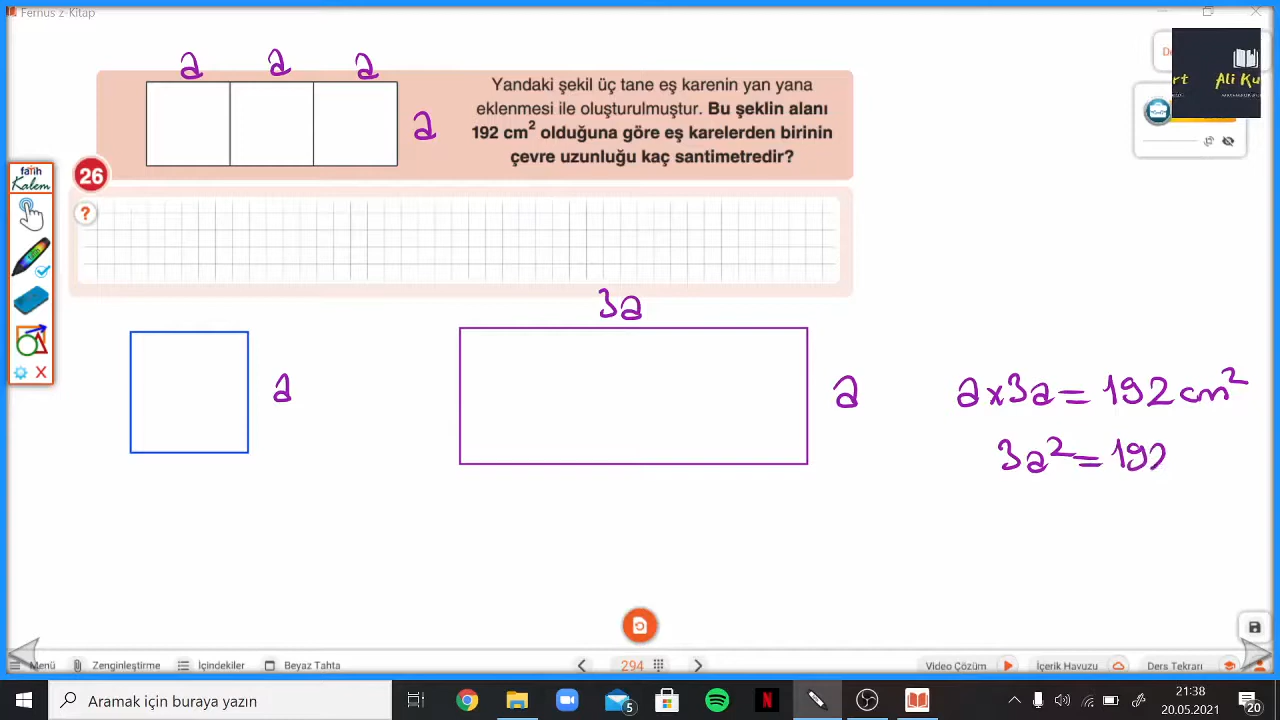 Fernus z-Kitap
a a a
Yandaki şekil üç tane eş karenin yan yana
eklenmesi ile oluşturulmuştur. Bu şeklin alanı
192 cm² olduğuna göre eş karelerden birinin
çevre uzunluğu kaç santimetredir?
a
26
?
fatih
Kalem
Ali Ku
3a
a
a
a x 3a = 192 cm²
3a² = 192
Menü Zenginleştirme İçindekiler Beyaz Tahta 294 Video Çözüm İçerik Havuzu Ders Tekrarı
Aramak için buraya yazın
5
N
21:38
20.05.2021
20